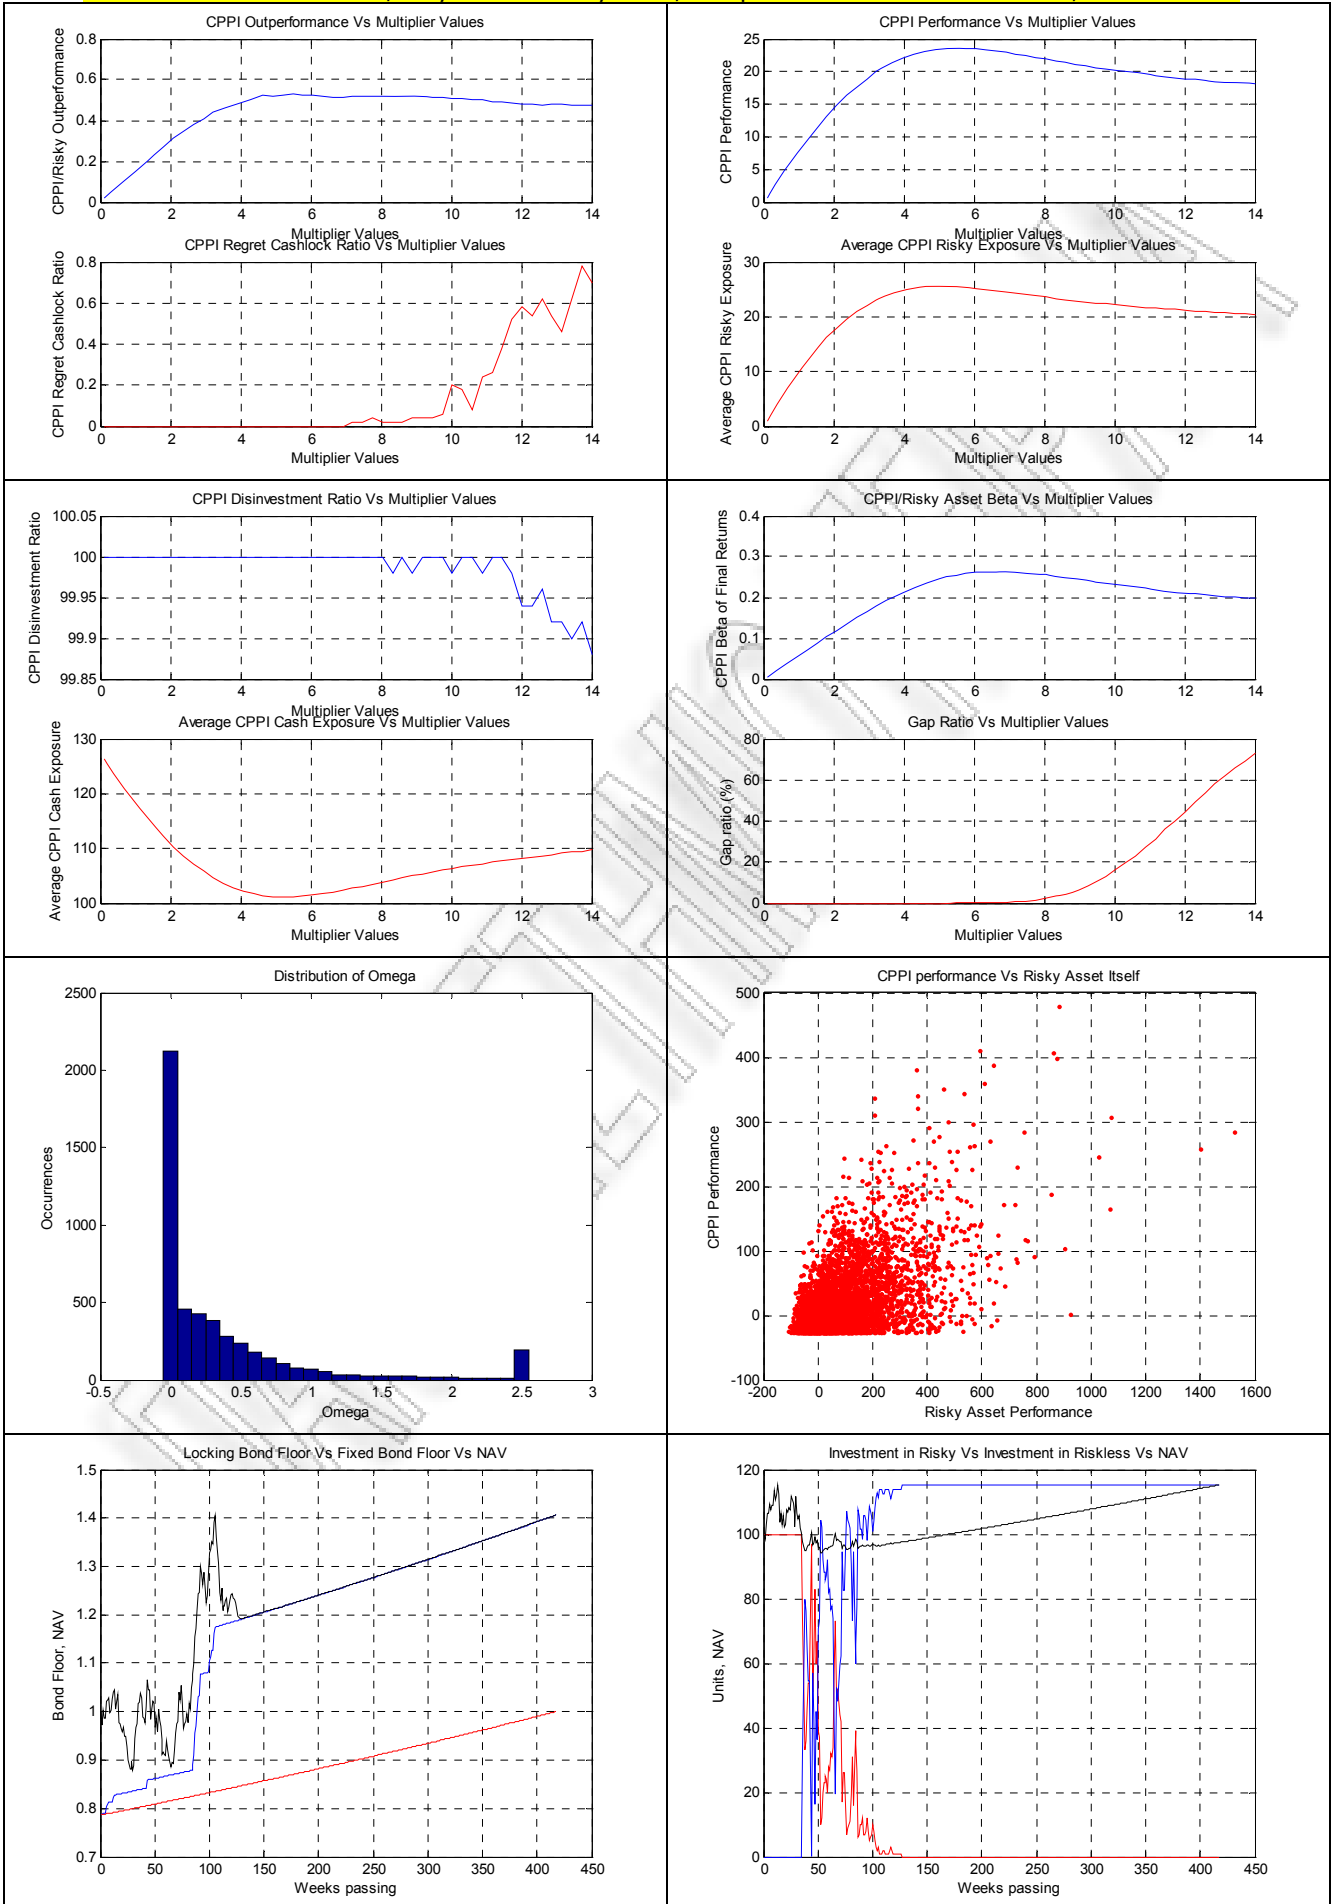 CPPI Outperformance Vs Multiplier Values
CPPI/Risky Outperformance
0.8
0.6
0.4
0.2
0
0 2 4 6 8 10 12 14
Multiplier Values
CPPI Regret Cashlock Ratio Vs Multiplier Values
CPPI Regret Cashlock Ratio
0.8
0.6
0.4
0.2
0
0 2 4 6 8 10 12 14
Multiplier Values
CPPI Performance Vs Multiplier Values
CPPI Performance
25
20
15
10
5
0
0 2 4 6 8 10 12 14
Multiplier Values
Average CPPI Risky Exposure Vs Multiplier Values
Average CPPI Risky Exposure
30
20
10
0
0 2 4 6 8 10 12 14
Multiplier Values
CPPI Disinvestment Ratio Vs Multiplier Values
CPPI Disinvestment Ratio
100.05
100
99.95
99.9
99.85
0 2 4 6 8 10 12 14
Multiplier Values
Average CPPI Cash Exposure Vs Multiplier Values
Average CPPI Cash Exposure
130
120
110
100
0 2 4 6 8 10 12 14
Multiplier Values
CPPI/Risky Asset Beta Vs Multiplier Values
CPPI Beta of Final Returns
0.4
0.3
0.2
0.1
0
0 2 4 6 8 10 12 14
Multiplier Values
Gap Ratio Vs Multiplier Values
Gap ratio (%)
80
60
40
20
0
0 2 4 6 8 10 12 14
Multiplier Values
Distribution of Omega
Occurrences
2500
2000
1500
1000
500
0
-0.5 0 0.5 1 1.5 2 2.5 3
Omega
CPPI performance Vs Risky Asset Itself
CPPI Performance
500
400
300
200
100
0
-100
-200 0 200 400 600 800 1000 1200 1400 1600
Risky Asset Performance
Locking Bond Floor Vs Fixed Bond Floor Vs NAV
Bond Floor, NAV
1.5
1.4
1.3
1.2
1.1
1
0.9
0.8
0.7
0 50 100 150 200 250 300 350 400 450
Weeks passing
Investment in Risky Vs Investment in Riskless Vs NAV
Units, NAV
120
100
80
60
40
20
0
0 50 100 150 200 250 300 350 400 450
Weeks passing